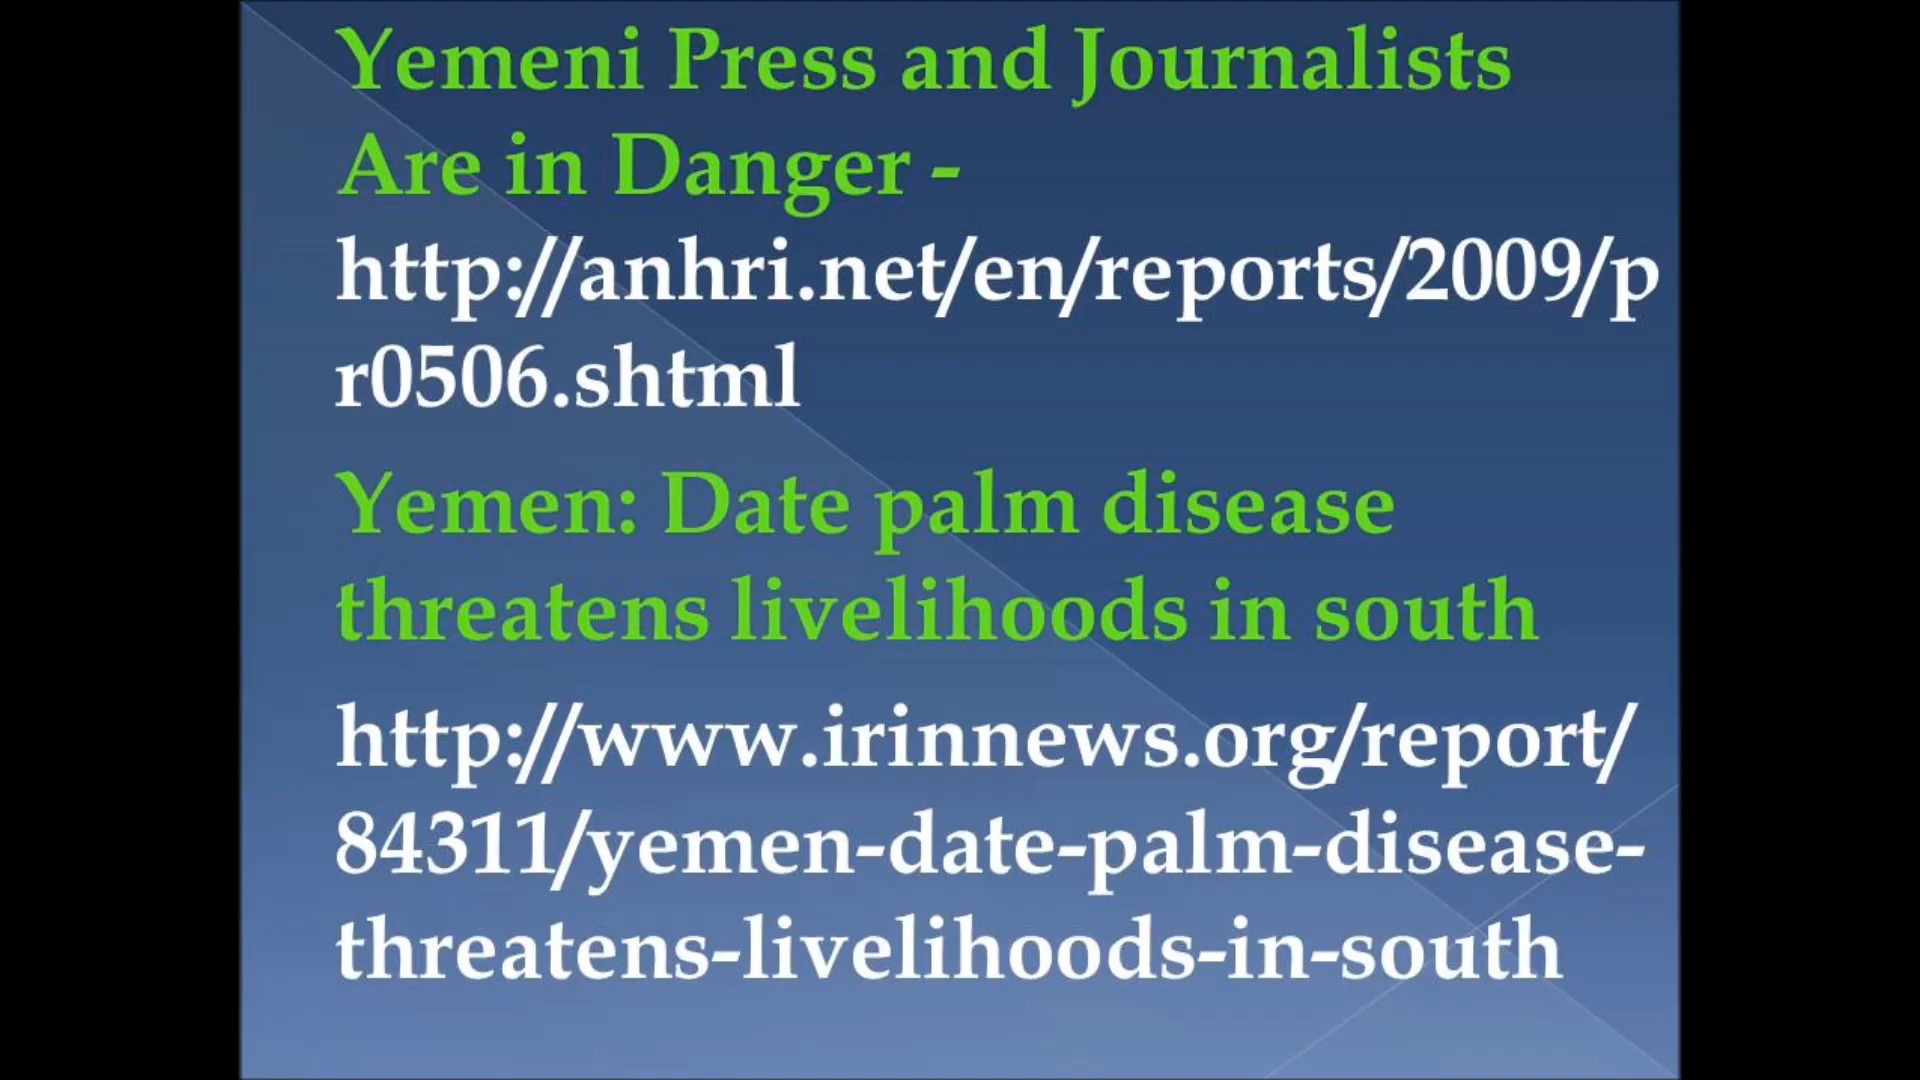 Yemeni Press and Journalists
Are in Danger -
http://anhri.net/en/reports/2009/p
r0506.shtml
Yemen: Date palm disease
threatens livelihoods in south
http://www.irinnews.org/report/
84311/yemen-date-palm-disease-
threatens-livelihoods-in-south